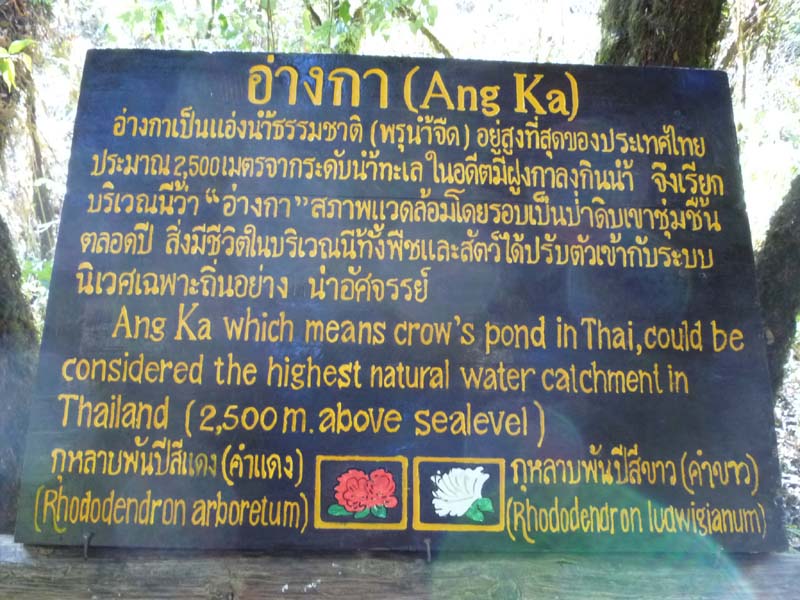 อ่างกา (Ang Ka)
อ่างกาเป็นแอ่งน้ำธรรมชาติ (พรุน้ำจืด) อยู่สูงที่สุดของประเทศไทย
ประมาณ 2,500 เมตรจากระดับน้ำทะเล ในอดีตมีฝูงกาลงกินน้ำ จึงเรียก
บริเวณนี้ว่า “อ่างกา” สภาพแวดล้อมโดยรอบเป็นป่าดิบเขาชุ่มชื้น
ตลอดปี สิ่งมีชีวิตในบริเวณนี้ทั้งพืชและสัตว์ได้ปรับตัวเข้ากับระบบ
นิเวศเฉพาะถิ่นอย่าง น่าอัศจรรย์
Ang Ka which means crow's pond in Thai, could be
considered the highest natural water catchment in
Thailand (2,500 m. above sealevel)
กุหลาบพันปีสีแดง (คำแดง)
(Rhododendron arboretum)
กุหลาบพันปีสีขาว (คำขาว)
(Rhododendron ludwigianum)